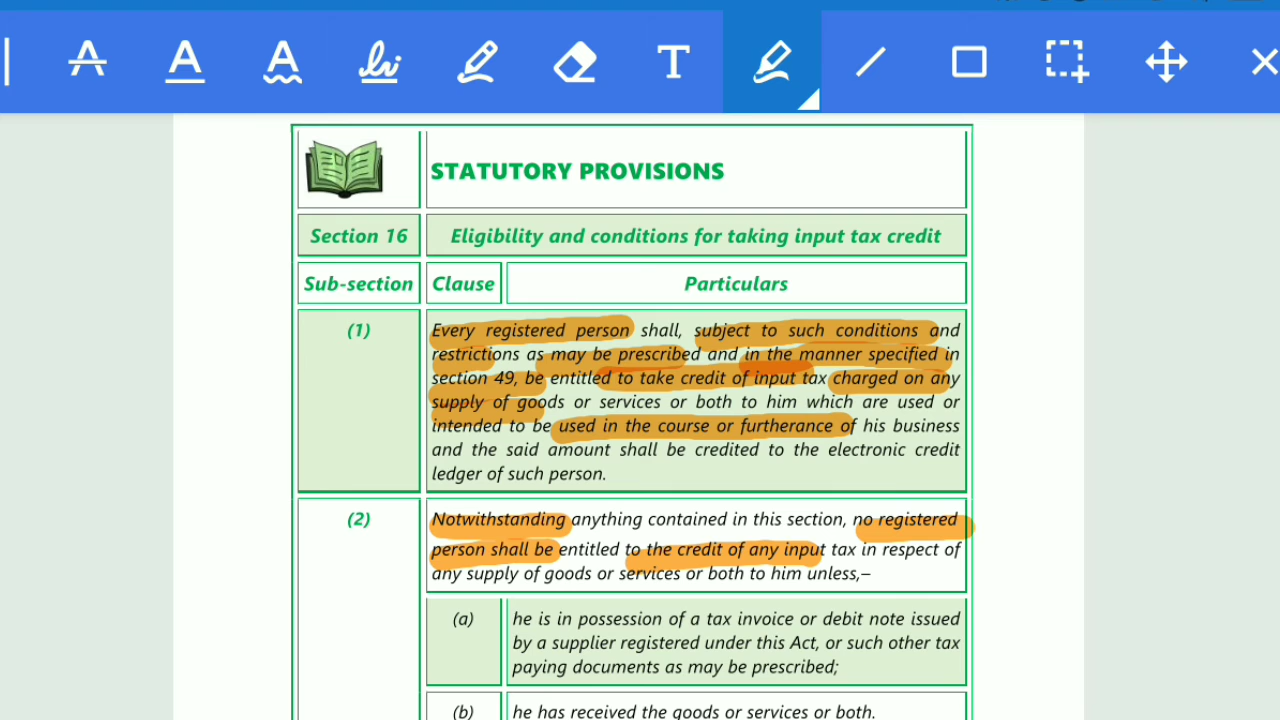 A A A T
STATUTORY PROVISIONS
Section 16 Eligibility and conditions for taking input tax credit
Sub-section Clause Particulars
(1) Every registered person shall, subject to such conditions and
restrictions as may be prescribed and in the manner specified in
section 49, be entitled to take credit of input tax charged on any
supply of goods or services or both to him which are used or
intended to be used in the course or furtherance of his business
and the said amount shall be credited to the electronic credit
ledger of such person.
(2) Notwithstanding anything contained in this section, no registered
person shall be entitled to the credit of any input tax in respect of
any supply of goods or services or both to him unless,–
(a) he is in possession of a tax invoice or debit note issued
by a supplier registered under this Act, or such other tax
paying documents as may be prescribed;
(b) he has received the goods or services or both.